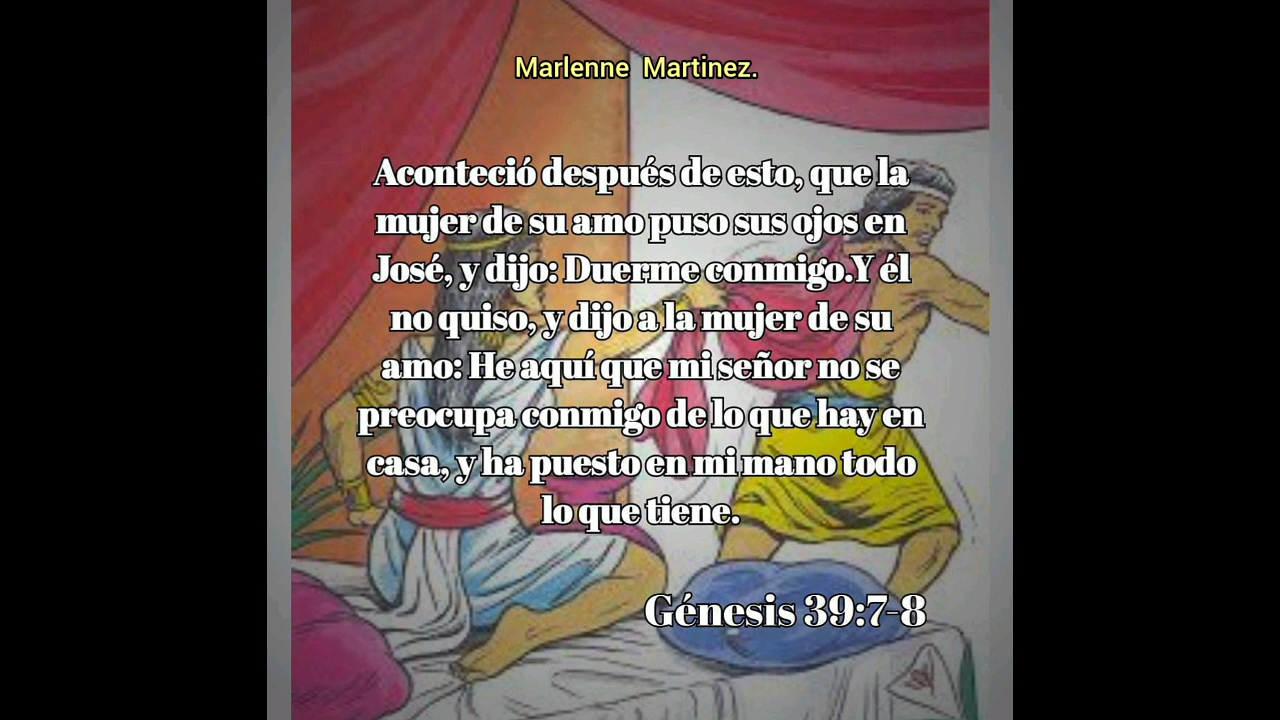 Marlenne Martinez.
Aconteció después de esto, que la
mujer de su amo puso sus ojos en
José, y dijo: Duerme conmigo.Y él
no quiso, y dijo a la mujer de su
amo: He aquí que mi señor no se
preocupa conmigo de lo que hay en
casa, y ha puesto en mi mano todo
lo que tiene.
Génesis 39:7-8